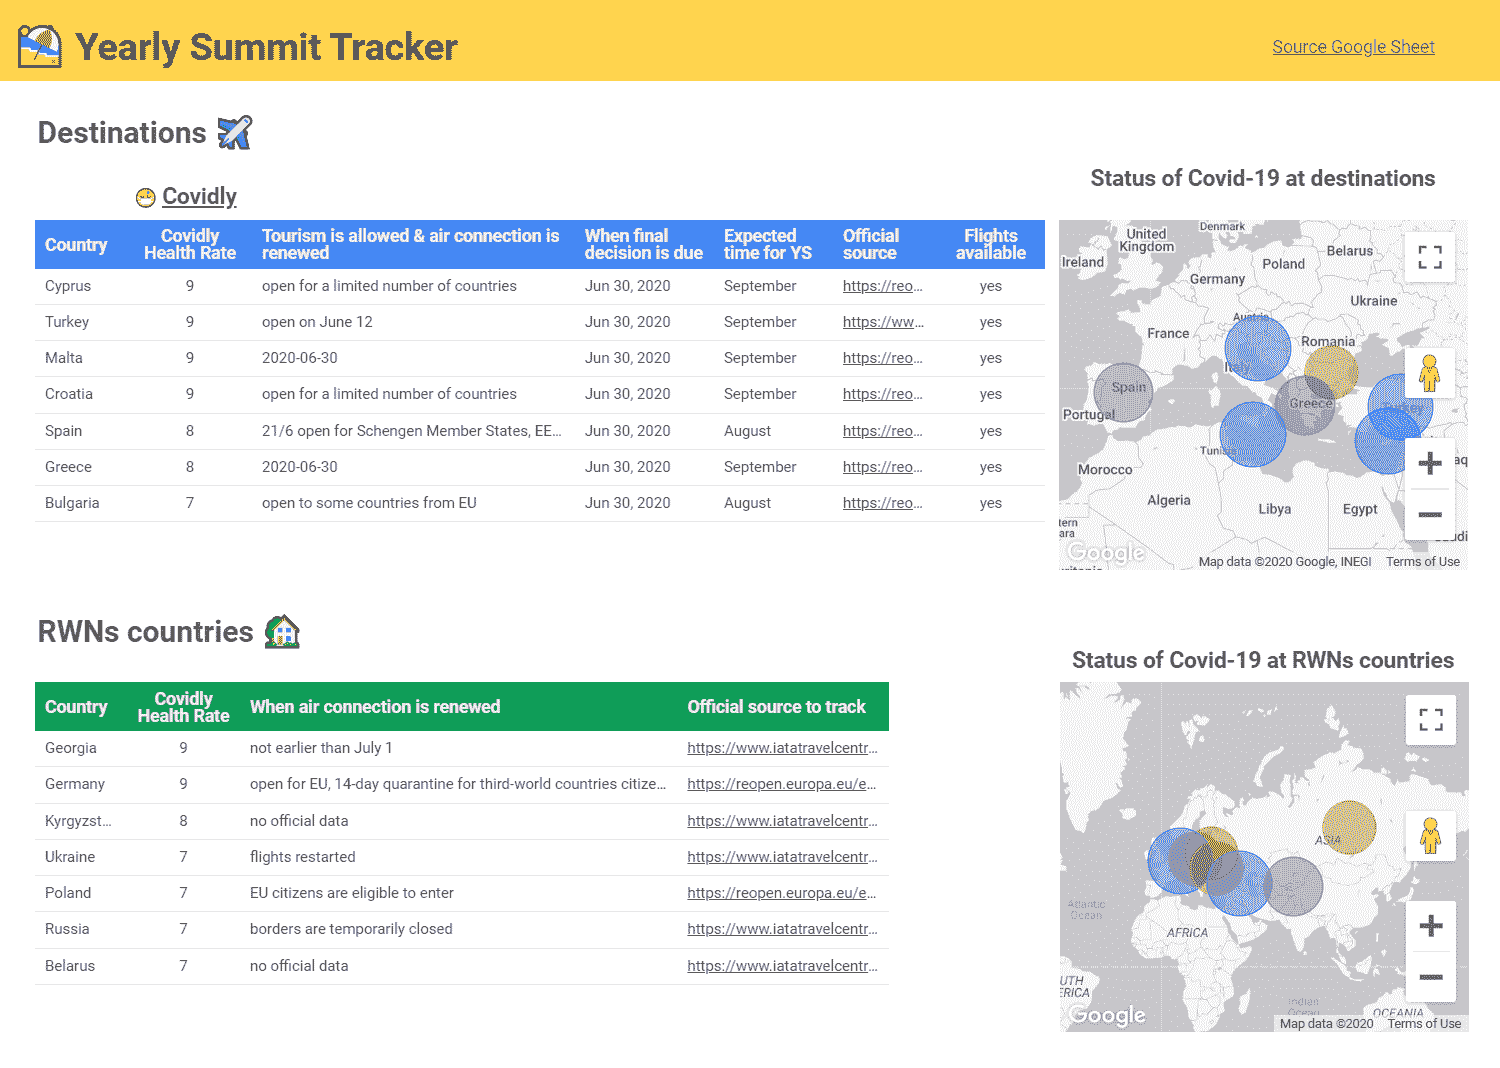 Yearly Summit Tracker
Source Google Sheet
Destinations
Covidly
Country Covidly Health Rate Tourism is allowed & air connection is renewed When final decision is due Expected time for YS Official source Flights available
Cyprus 9 open for a limited number of countries Jun 30, 2020 September https://reo... yes
Turkey 9 open on June 12 Jun 30, 2020 September https://ww... yes
Malta 9 2020-06-30 Jun 30, 2020 September https://reo... yes
Croatia 9 open for a limited number of countries Jun 30, 2020 September https://reo... yes
Spain 8 21/6 open for Schengen Member States, EE... Jun 30, 2020 August https://reo... yes
Greece 8 2020-06-30 Jun 30, 2020 September https://reo... yes
Bulgaria 7 open to some countries from EU Jun 30, 2020 August https://reo... yes
Status of Covid-19 at destinations
Denmark
United Kingdom
Ireland
Belarus
Poland
Germany
Ukraine
Austria
France
Romania
Italy
Spain
Greece
Portugal
Morocco
Algeria
Libya
Egypt
Google
Map data ©2020 Google, INEGI Terms of Use
RWNs countries
Country Covidly Health Rate When air connection is renewed Official source to track
Georgia 9 not earlier than July 1 https://www.iatatravelcentr...
Germany 9 open for EU, 14-day quarantine for third-world countries citize... https://reopen.europa.eu/e...
Kyrgyzst... 8 no official data https://www.iatatravelcentr...
Ukraine 7 flights restarted https://www.iatatravelcentr...
Poland 7 EU citizens are eligible to enter https://reopen.europa.eu/e...
Russia 7 borders are temporarily closed https://www.iatatravelcentr...
Belarus 7 no official data https://www.iatatravelcentr...
Status of Covid-19 at RWNs countries
ASIA
Atlantic Ocean
AFRICA
Indian Ocean
OCEANIA
Google
Map data ©2020 Terms of Use